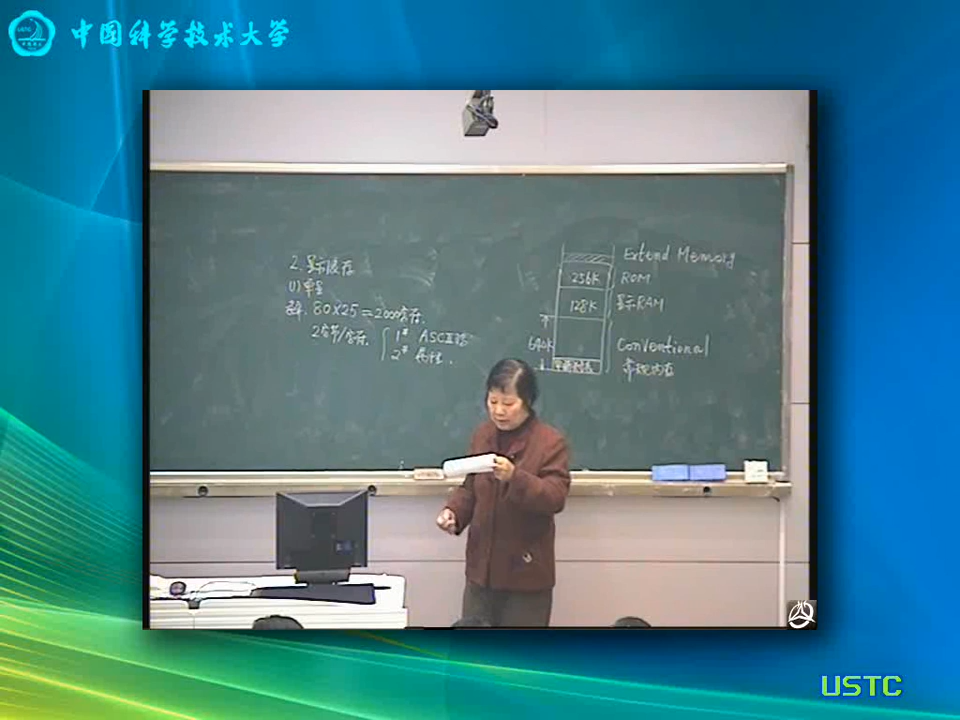 中国科学技术大学
2. 显示缓存
(1) 单显
80×25=2000字符.
2字节/字符 { 1# ASCII码
2# 属性.
Extend Memory
256K ROM
128K 显示RAM
640K
Conventional
常规内存
USTC